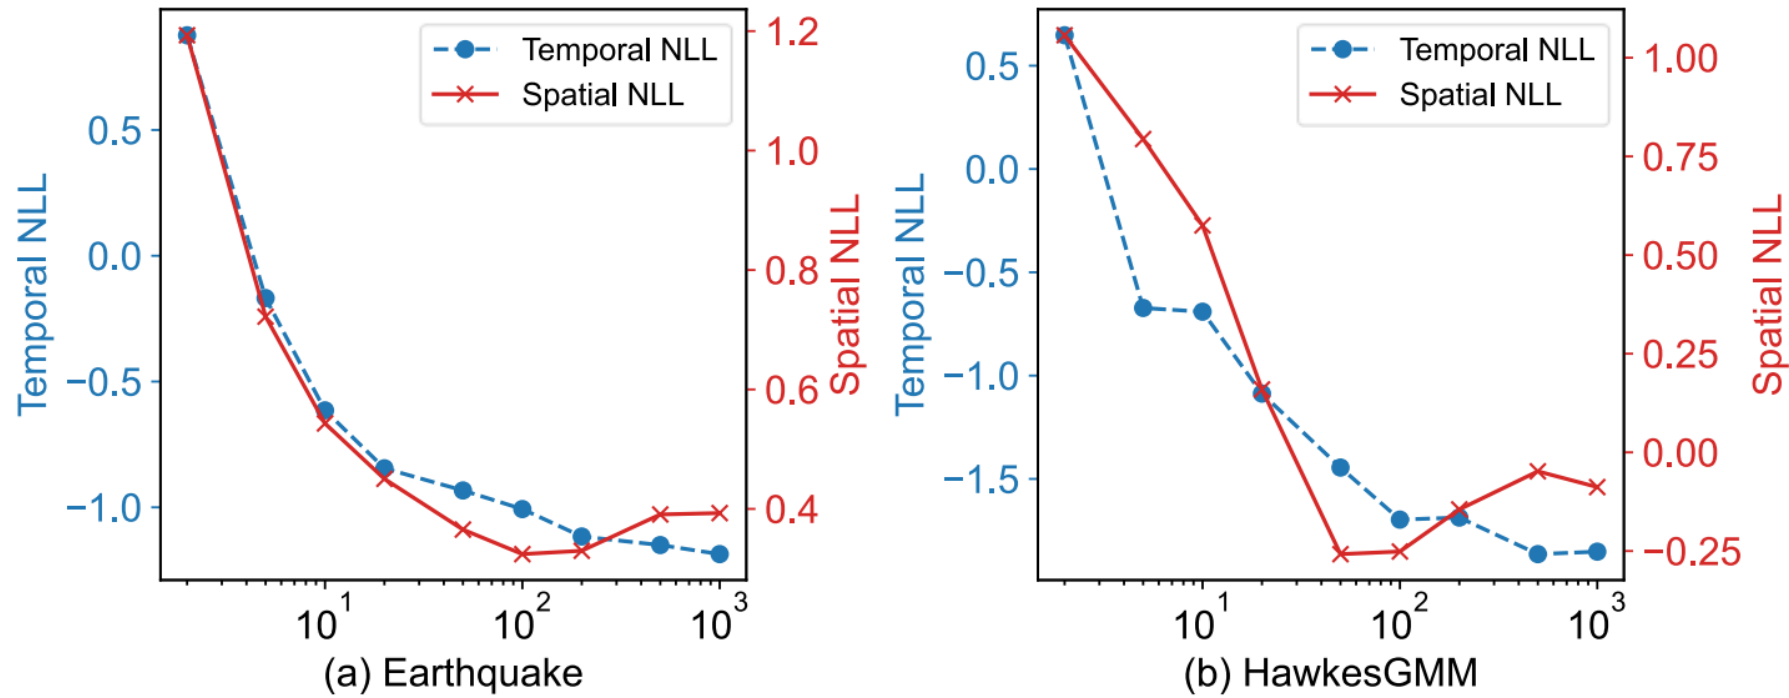 Temporal NLL
Spatial NLL
0.5
0.0
−0.5
−1.0
Temporal NLL
1.2
1.0
0.8
0.6
0.4
Spatial NLL
10^1
10^2
10^3
(a) Earthquake
Temporal NLL
Spatial NLL
0.5
0.0
−0.5
−1.0
−1.5
Temporal NLL
1.00
0.75
0.50
0.25
0.00
−0.25
Spatial NLL
10^1
10^2
10^3
(b) HawkesGMM